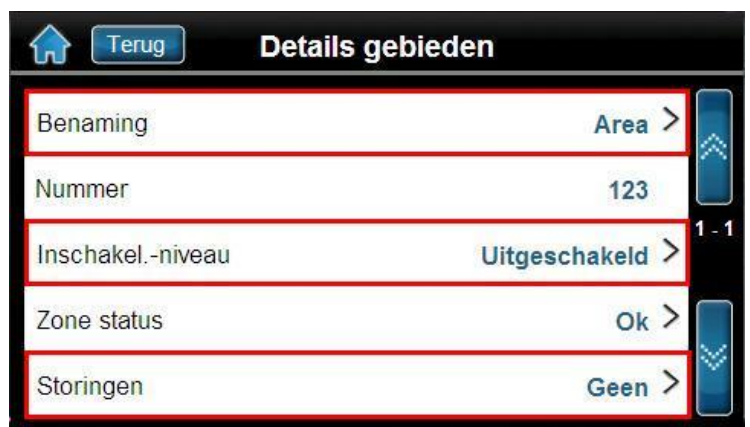 Terug Details gebieden
Benaming Area >
Nummer 123
1 - 1
Inschakel.-niveau Uitgeschakeld >
Zone status Ok >
Storingen Geen >